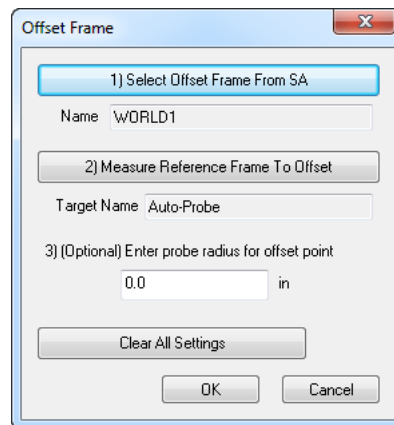 Offset Frame
1) Select Offset Frame From SA
Name WORLD1
2) Measure Reference Frame To Offset
Target Name Auto-Probe
3) (Optional) Enter probe radius for offset point
0.0 in
Clear All Settings
OK Cancel